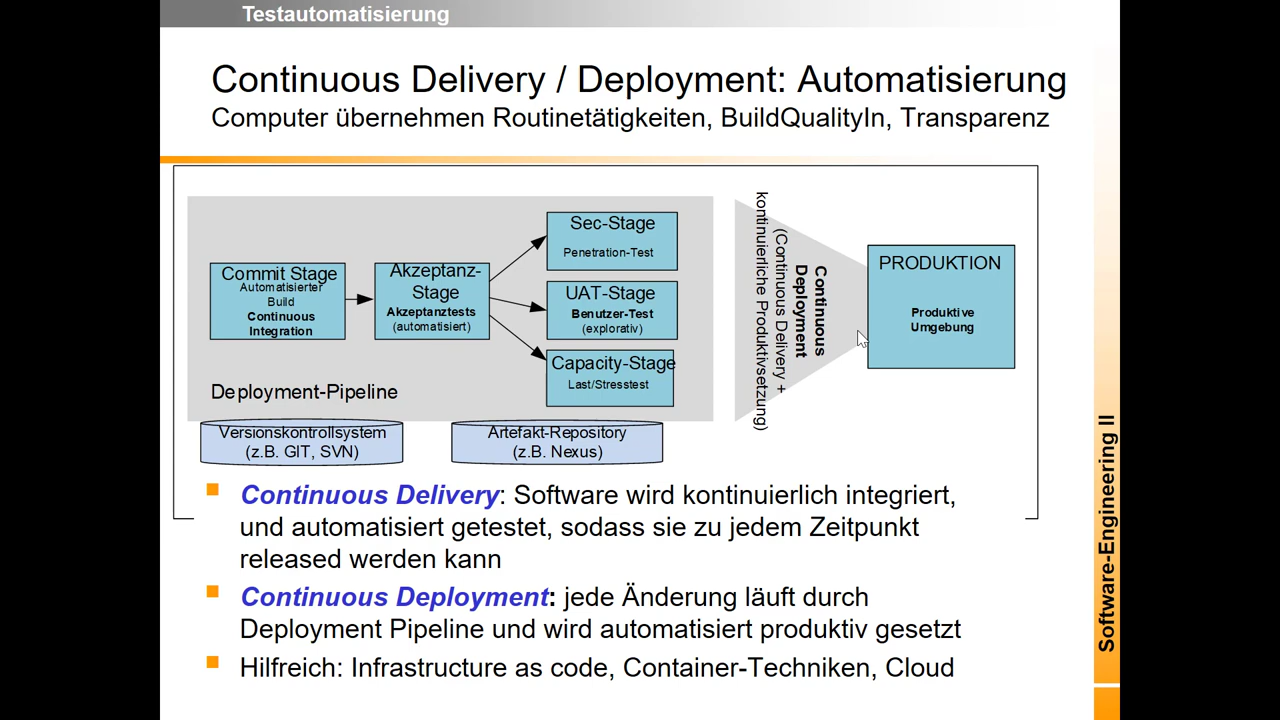 Testautomatisierung
Continuous Delivery / Deployment: Automatisierung
Computer übernehmen Routinetätigkeiten, BuildQualityIn, Transparenz
Commit Stage
Automatisierter
Build
Continuous
Integration
Akzeptanz-
Stage
Akzeptanztests
(automatisiert)
Sec-Stage
Penetration-Test
UAT-Stage
Benutzer-Test
(explorativ)
Capacity-Stage
Last/Stresstest
Deployment-Pipeline
Continuous
Deployment
(Continuous Delivery +
kontinuierliche Produktivsetzung)
PRODUKTION
Produktive
Umgebung
Versionskontrollsystem
(z.B. GIT, SVN)
Artefakt-Repository
(z.B. Nexus)
Continuous Delivery: Software wird kontinuierlich integriert,
und automatisiert getestet, sodass sie zu jedem Zeitpunkt
released werden kann
Continuous Deployment: jede Änderung läuft durch
Deployment Pipeline und wird automatisiert produktiv gesetzt
Hilfreich: Infrastructure as code, Container-Techniken, Cloud
Software-Engineering II